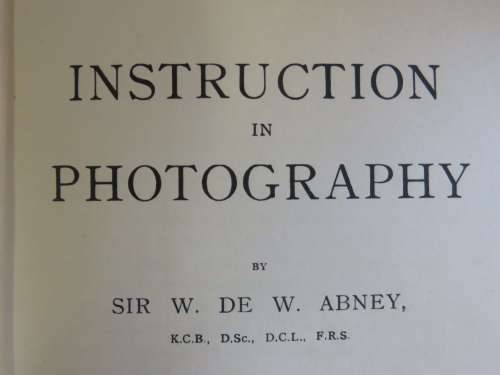 INSTRUCTION
IN
PHOTOGRAPHY
BY
SIR W. DE W. ABNEY,
K.C.B., D.Sc., D.C.L., F.R.S.